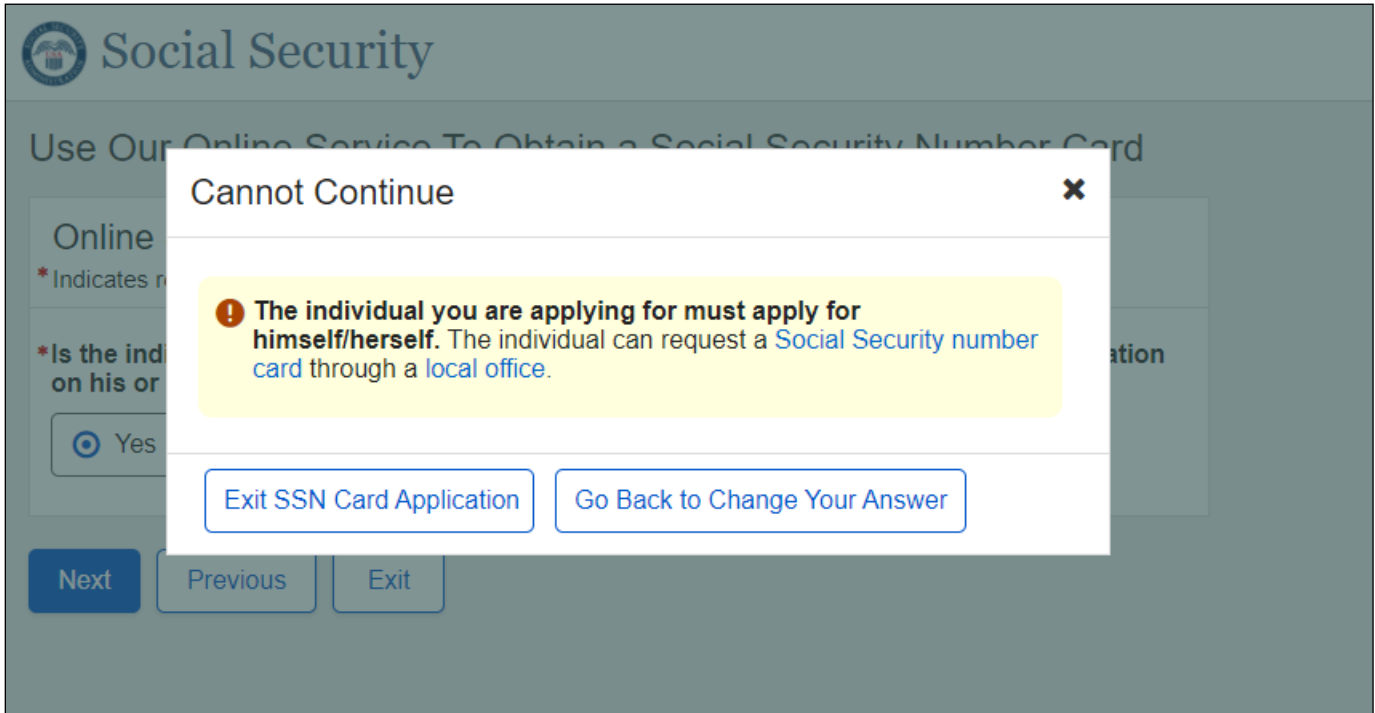 Social Security
Use Our Online Service To Obtain a Social Security Number Card
Cannot Continue
Online
*Indicates
The individual you are applying for must apply for
himself/herself. The individual can request a Social Security number
card through a local office.
*Is the
on his or
Yes
Exit SSN Card Application
Go Back to Change Your Answer
Next
Previous
Exit